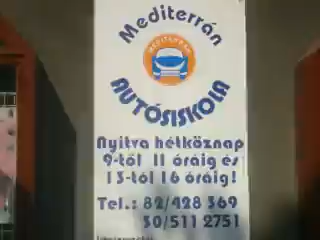 Mediterrán
MEDITERRÁN
AUTÓSISKOLA
Nyitva hétköznap
9-től 11 óráig és
13-tól 16 óráig!
Tel.: 82/428 369
30/511 2751